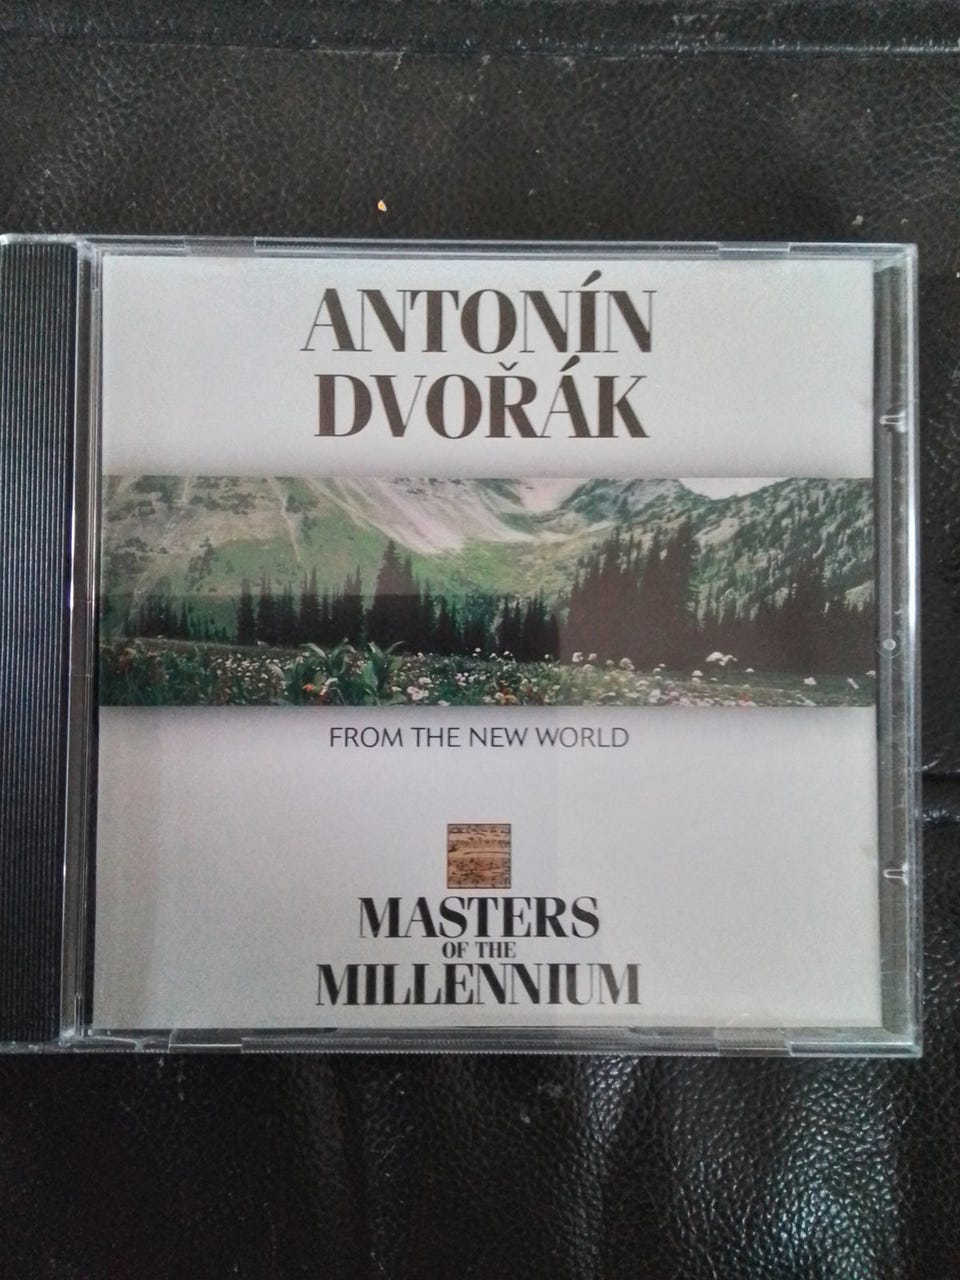 ANTONÍN
DVOŘÁK
FROM THE NEW WORLD
MASTERS
OF THE
MILLENNIUM